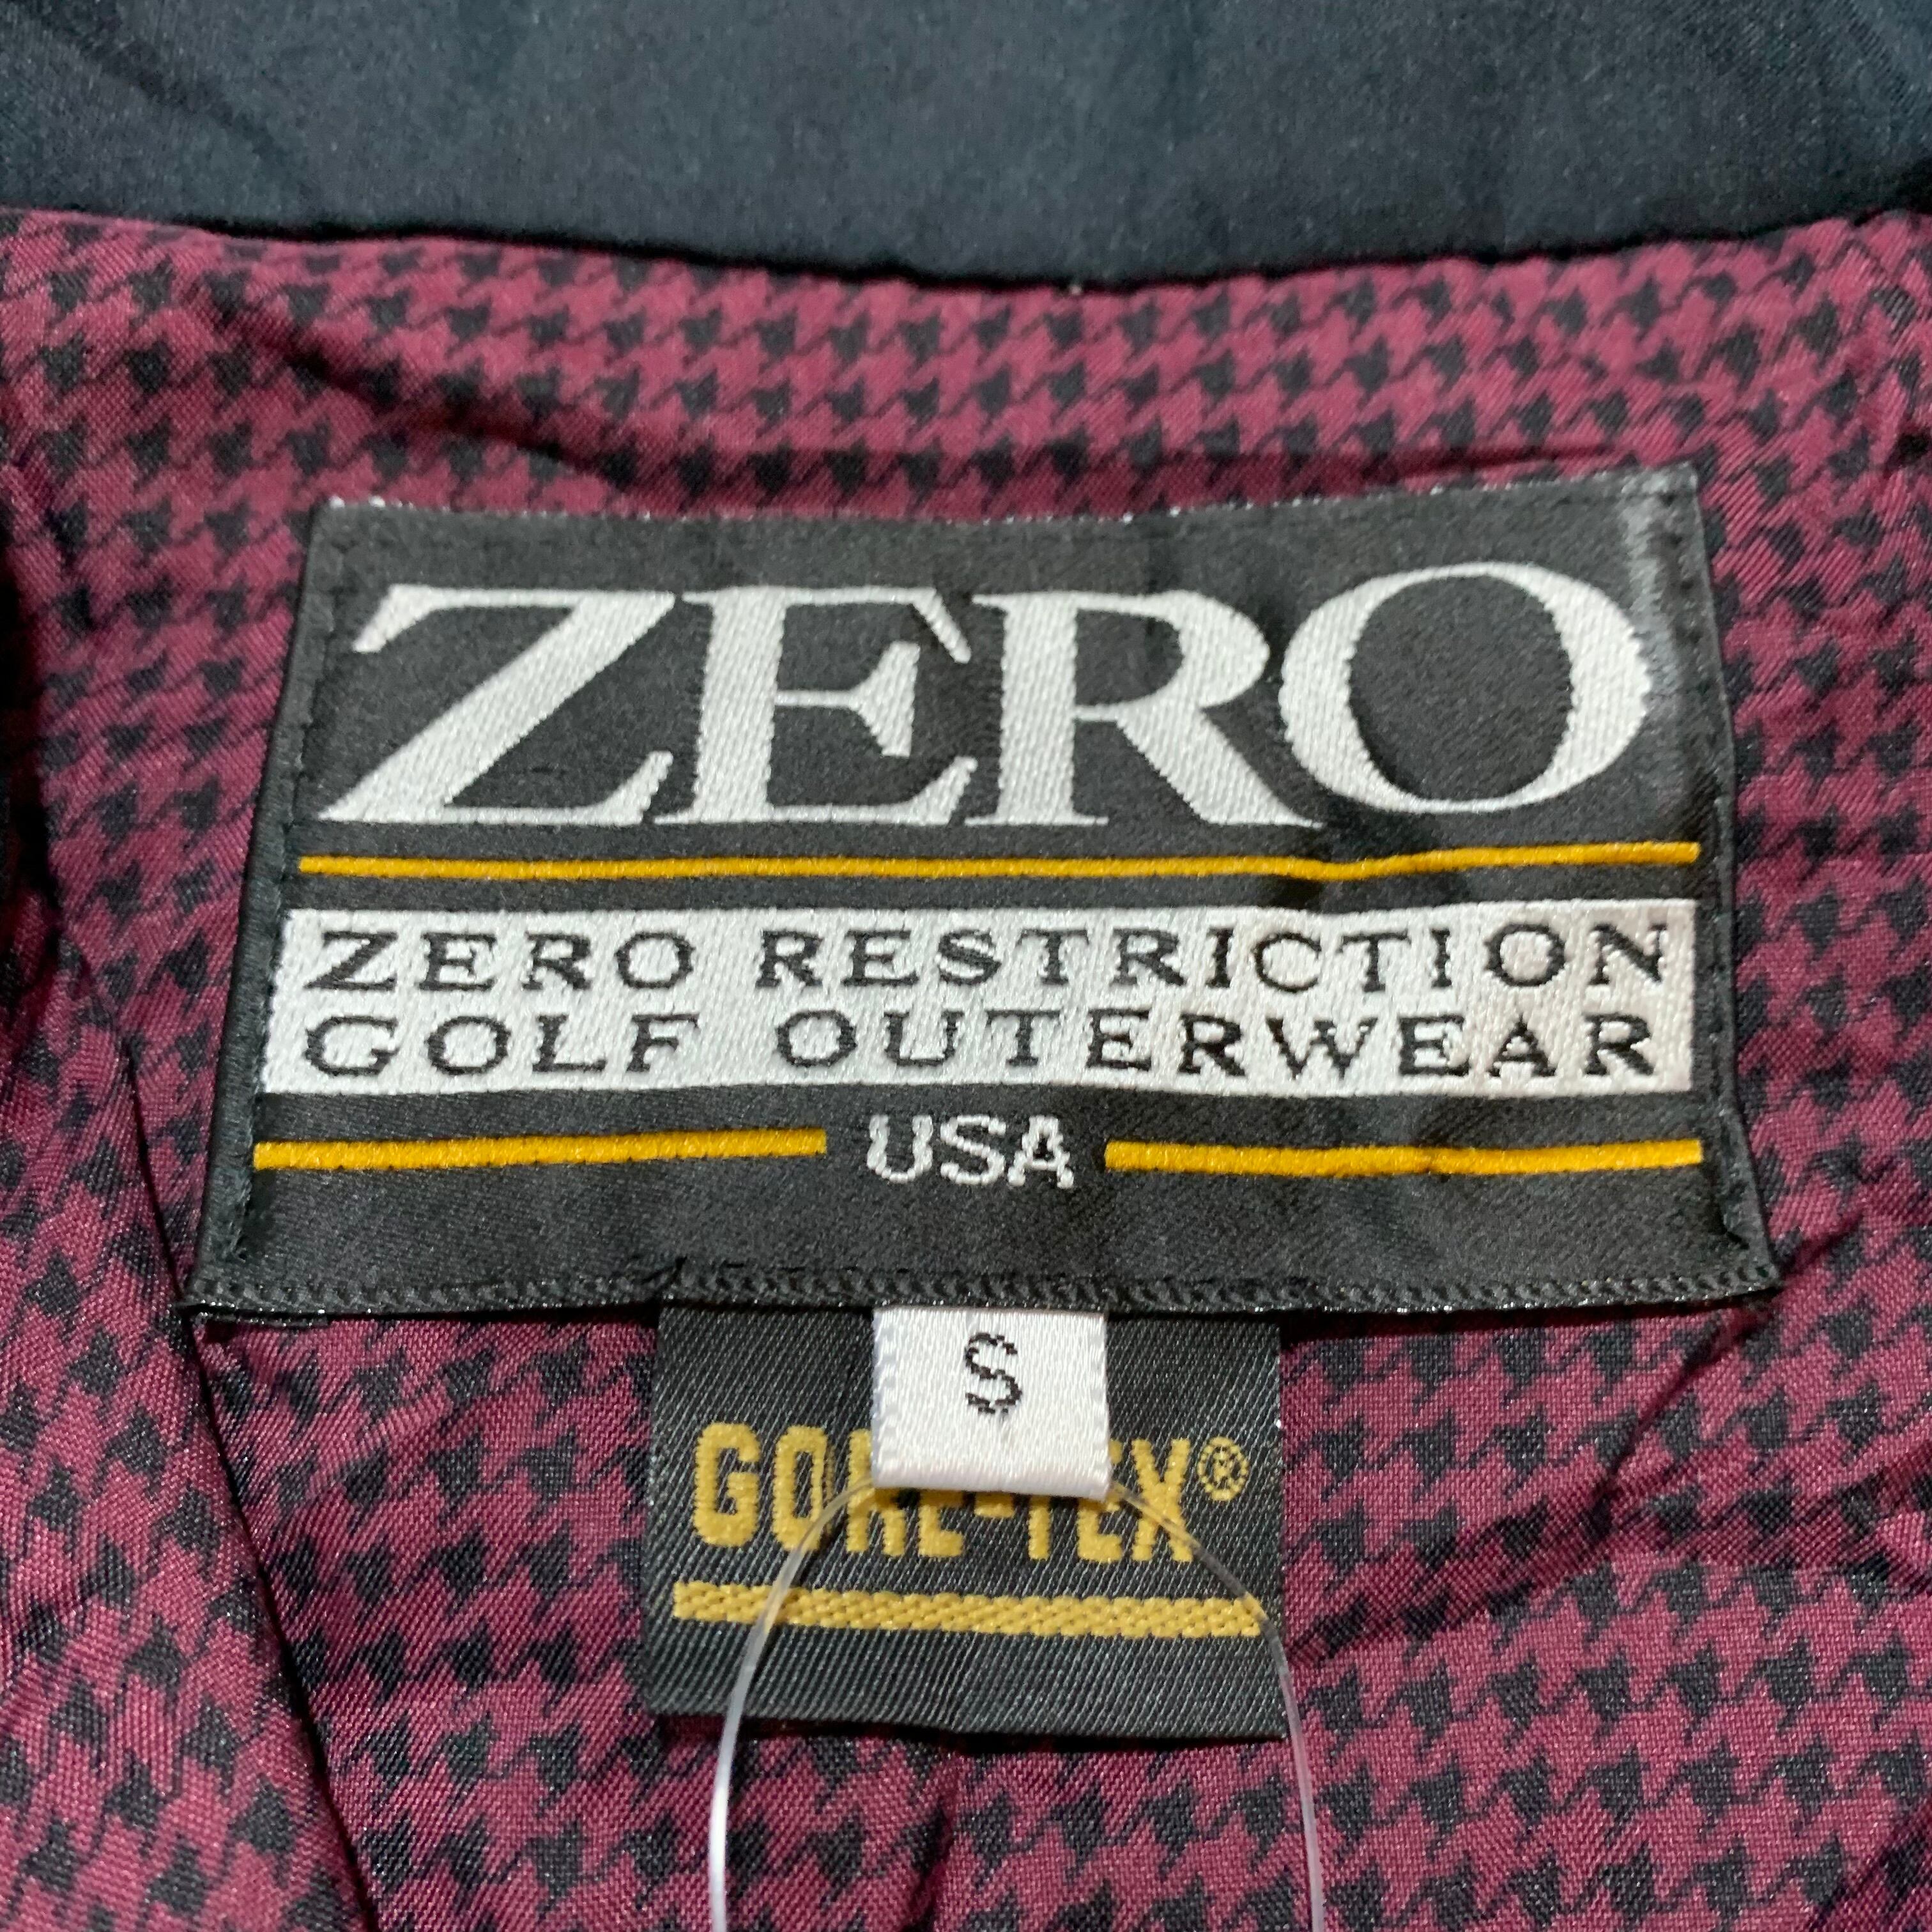 ZERO
ZERO RESTRICTION
GOLF OUTERWEAR
USA
S
GORE-TEX®